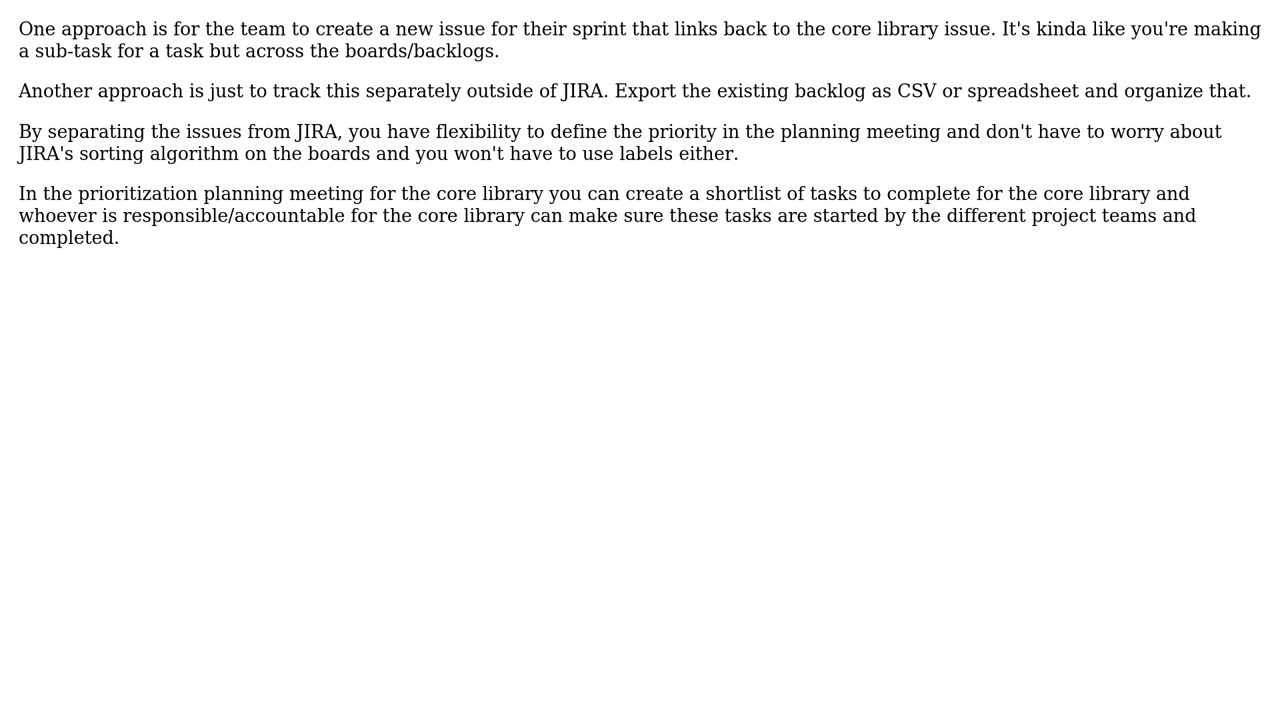 One approach is for the team to create a new issue for their sprint that links back to the core library issue. It's kinda like you're making
a sub-task for a task but across the boards/backlogs.
Another approach is just to track this separately outside of JIRA. Export the existing backlog as CSV or spreadsheet and organize that.
By separating the issues from JIRA, you have flexibility to define the priority in the planning meeting and don't have to worry about
JIRA's sorting algorithm on the boards and you won't have to use labels either.
In the prioritization planning meeting for the core library you can create a shortlist of tasks to complete for the core library and
whoever is responsible/accountable for the core library can make sure these tasks are started by the different project teams and
completed.